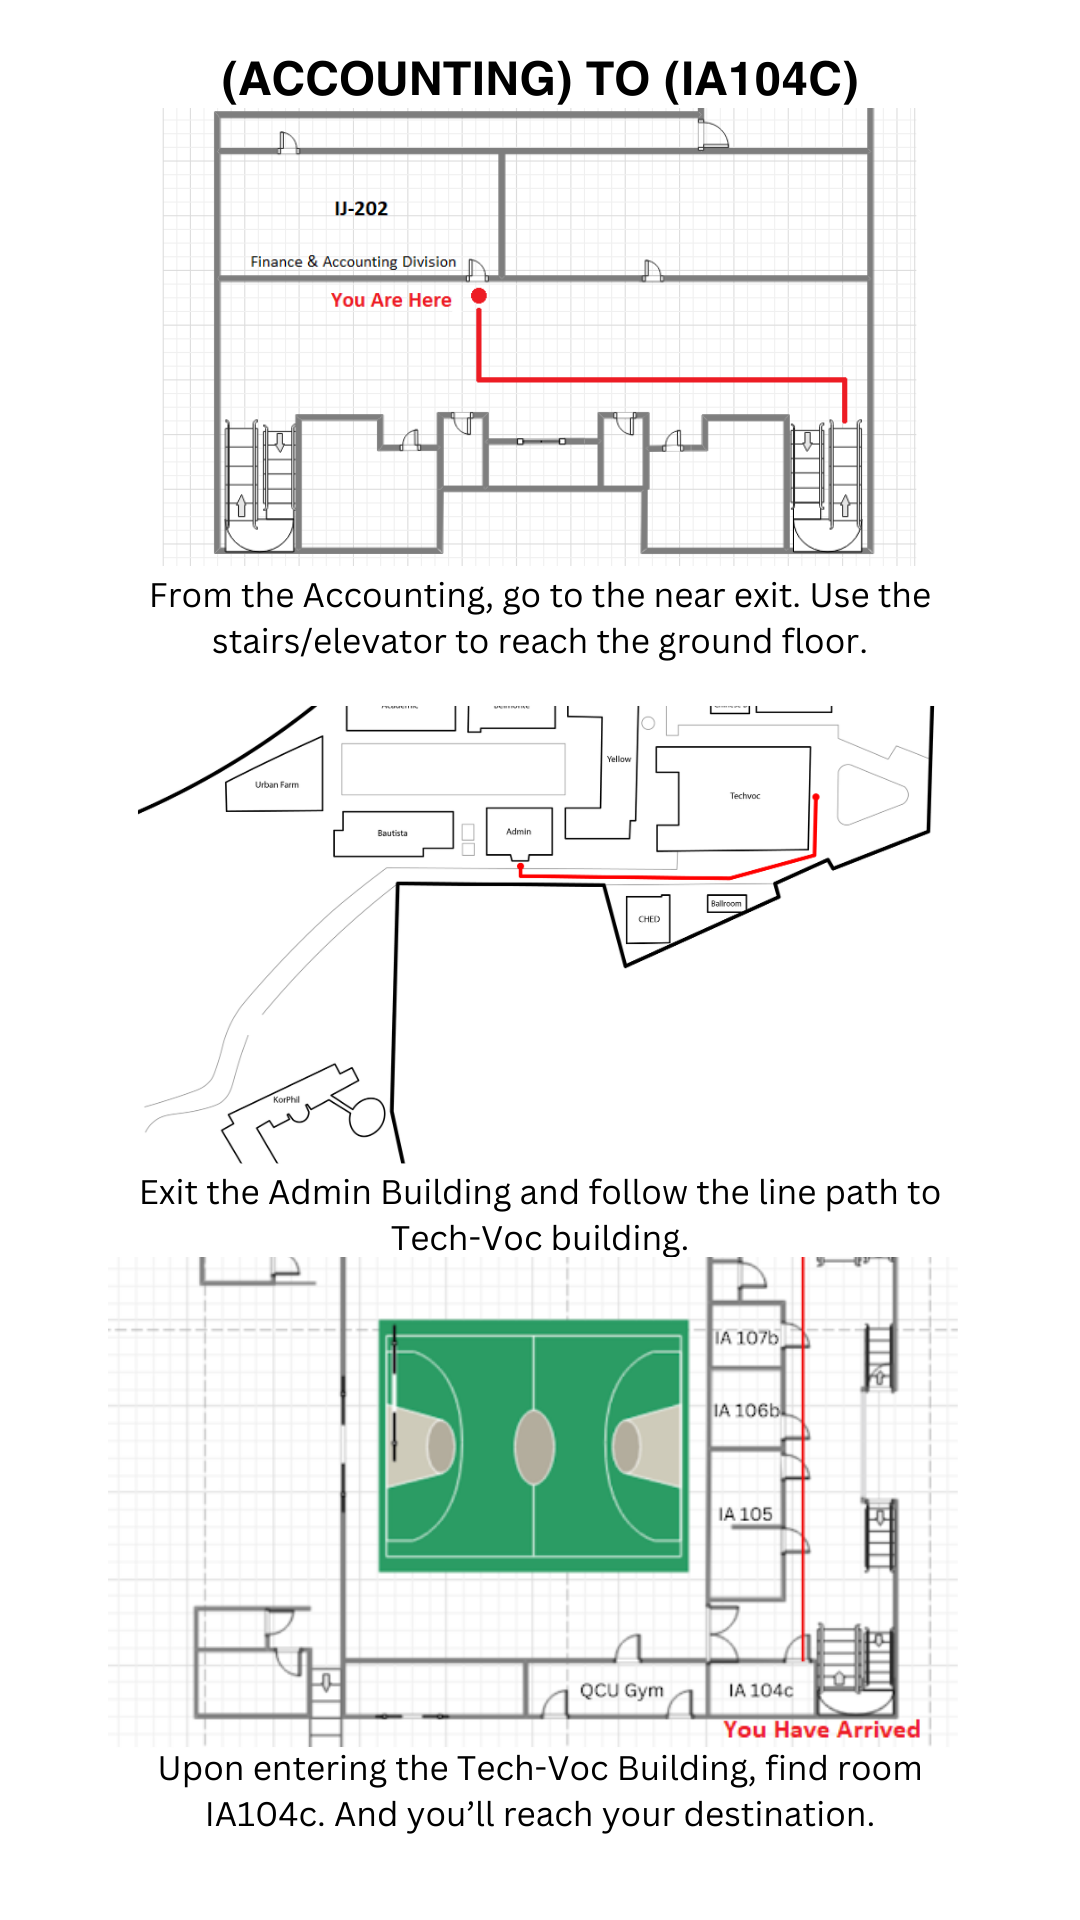 (ACCOUNTING) TO (IA104C)
IJ-202
Finance & Accounting Division
You Are Here
From the Accounting, go to the near exit. Use the
stairs/elevator to reach the ground floor.
Academic
Belmonte
Yellow
Urban Farm
Techvoc
Bautista
Admin
CHED
Ballroom
KorPhil
Exit the Admin Building and follow the line path to
Tech-Voc building.
IA 107b
IA 106b
IA 105
QCU Gym
IA 104c
You Have Arrived
Upon entering the Tech-Voc Building, find room
IA104c. And you’ll reach your destination.